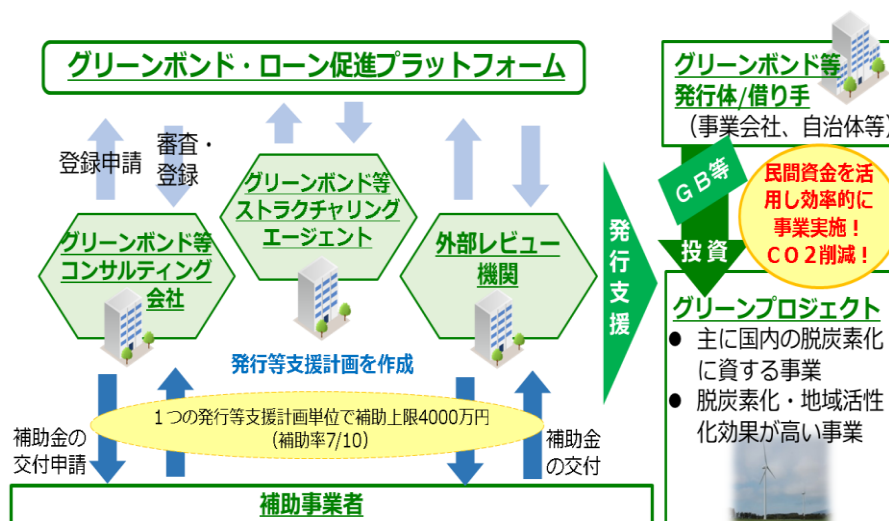 グリーンボンド・ローン促進プラットフォーム
登録申請
審査・
登録
グリーンボンド等
コンサルティング
会社
グリーンボンド等
ストラクチャリング
エージェント
外部レビュー
機関
発行等支援計画を作成
1つの発行等支援計画単位で補助上限4000万円
(補助率7/10)
補助金の
交付申請
補助金
の交付
補助事業者
発行支援
グリーンボンド等
発行体/借り手
（事業会社、自治体等）
ＧＢ等
投資
民間資金を活
用し効率的に
事業実施！
ＣＯ２削減！
グリーンプロジェクト
● 主に国内の脱炭素化
に資する事業
● 脱炭素化・地域活性
化効果が高い事業